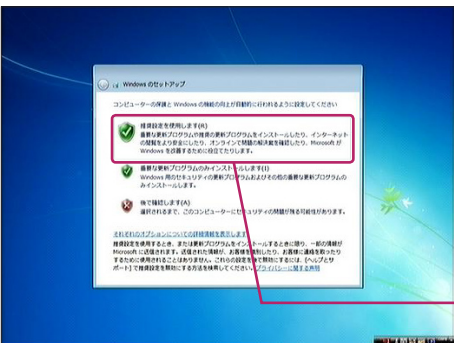 Windows のセットアップ
コンピューターの保護と Windows の機能の向上が自動的に行われるように設定してください
推奨設定を使用します(R)
重要な更新プログラムや推奨の更新プログラムをインストールしたり、インターネット
の閲覧をより安全にしたり、オンラインで問題の解決策を確認したり、Microsoft が
Windows を改善するために役立てたりします。
重要な更新プログラムのみインストールします(I)
Windows 用のセキュリティの更新プログラムおよびその他の重要な更新プログラムの
みインストールします。
後で確認します(A)
選択されるまで、このコンピューターにセキュリティの問題が残る可能性があります。
それぞれのオプションについての詳細情報を表示します
推奨設定を使用するとき、または更新プログラムをインストールするときに限り、一部の情報が
Microsoft に送信されます。送信された情報が、お客様を識別したり、お客様に連絡を取ったり
するために使用されることはありません。これらの設定を後で無効にするには、[ヘルプとサ
ポート] で推奨設定を無効にする方法を検索してください。プライバシーに関する声明